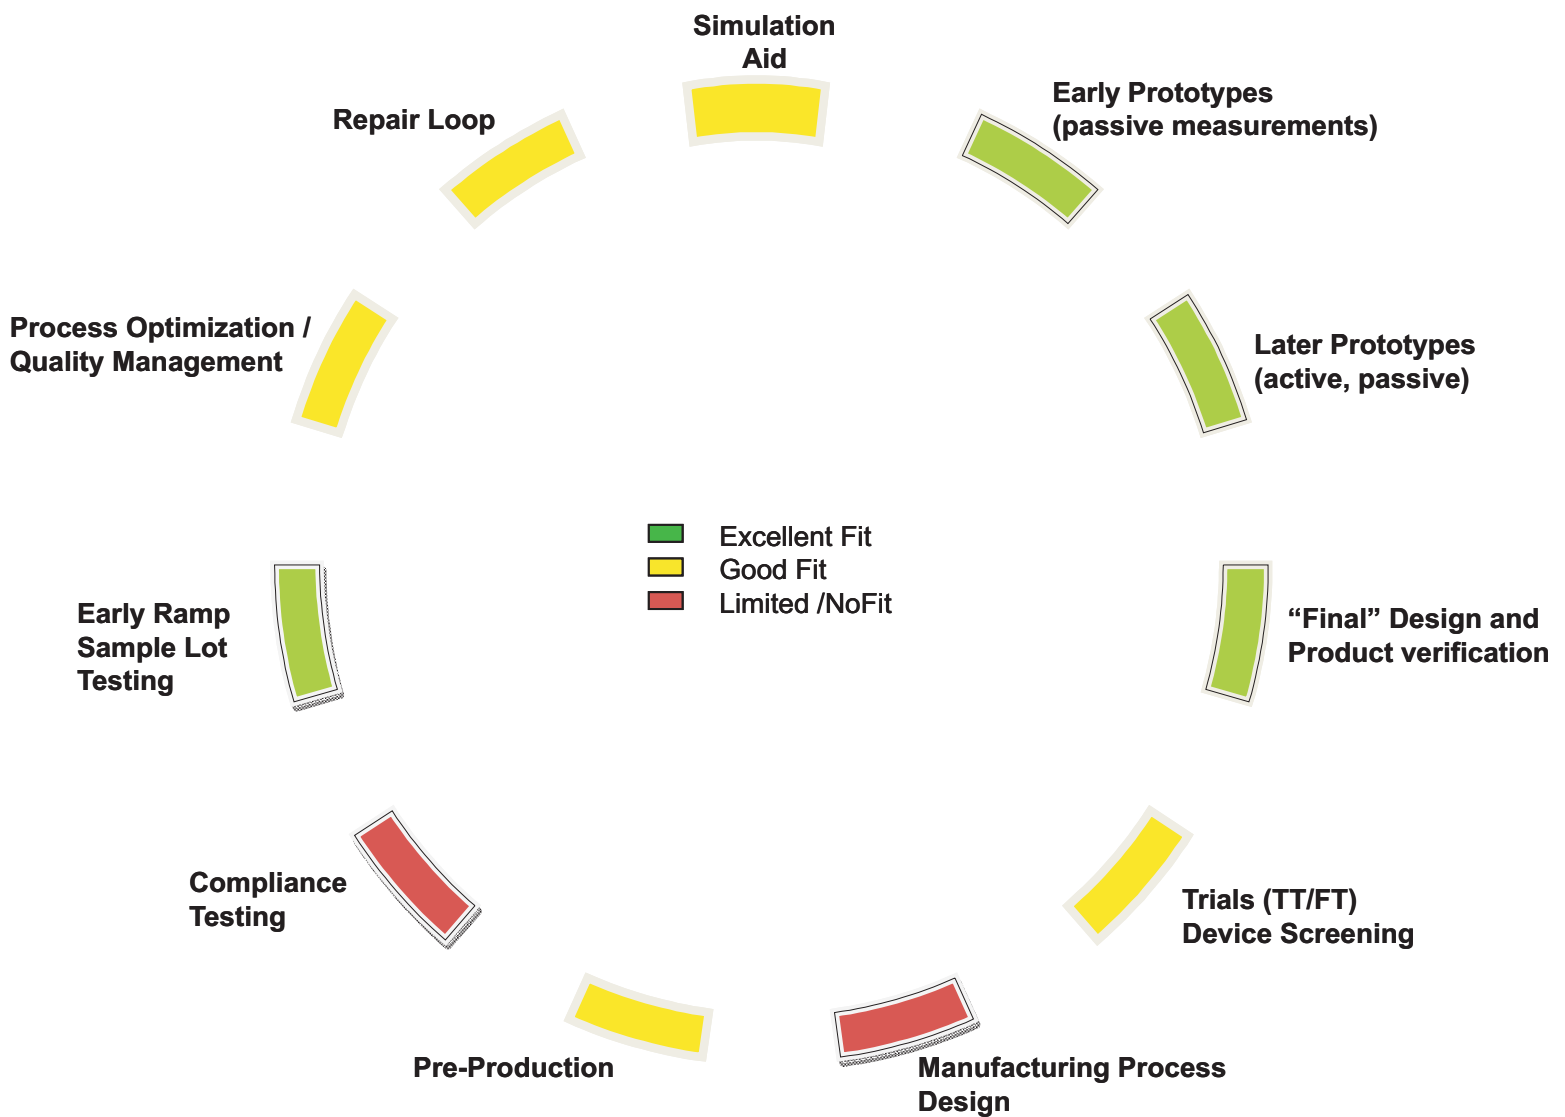 Simulation
Aid
Early Prototypes
(passive measurements)
Repair Loop
Process Optimization /
Quality Management
Later Prototypes
(active, passive)
Excellent Fit
Good Fit
Limited /NoFit
Early Ramp
Sample Lot
Testing
“Final” Design and
Product verification
Compliance
Testing
Trials (TT/FT)
Device Screening
Pre-Production
Manufacturing Process
Design